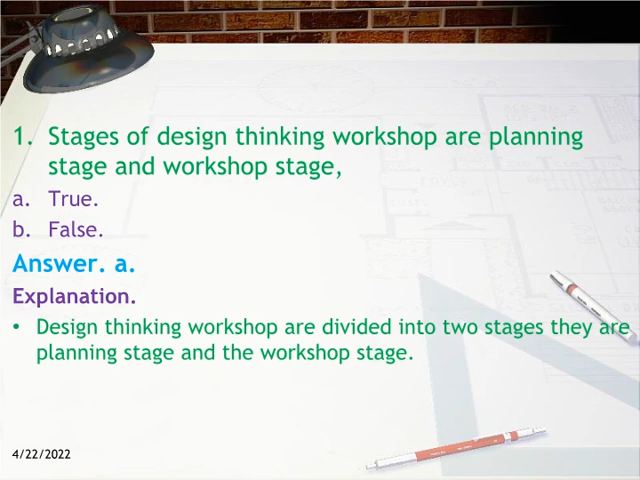 1. Stages of design thinking workshop are planning
stage and workshop stage,
a. True.
b. False.
Answer. a.
Explanation.
• Design thinking workshop are divided into two stages they are
planning stage and the workshop stage.
4/22/2022